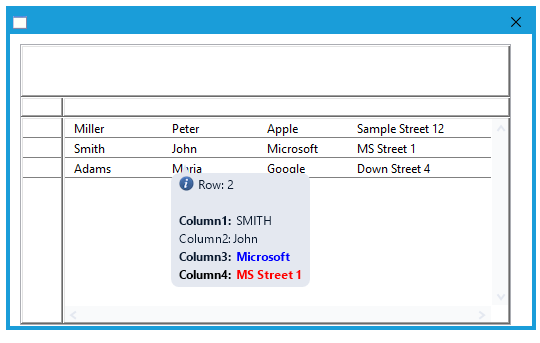 Miller Peter Apple Sample Street 12
Smith John Microsoft MS Street 1
Adams Maria Google Down Street 4
Row: 2
Column1: SMITH
Column2: John
Column3: Microsoft
Column4: MS Street 1